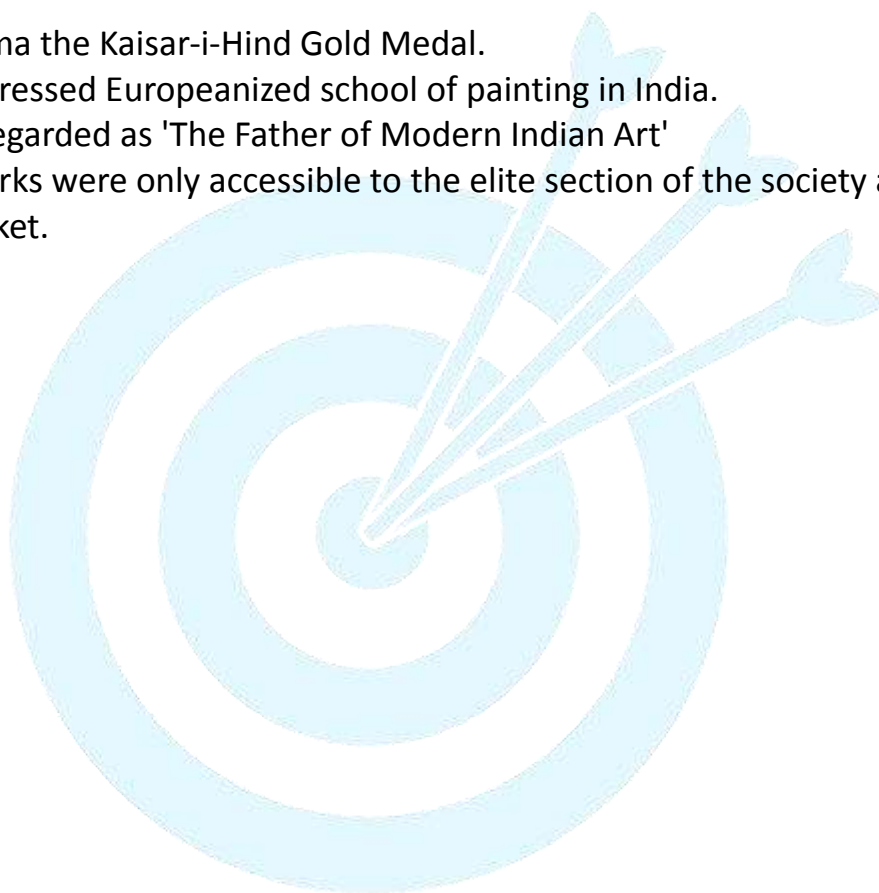 ma the Kaisar-i-Hind Gold Medal.
ressed Europeanized school of painting in India.
egarded as 'The Father of Modern Indian Art'
rks were only accessible to the elite section of the society a
ket.